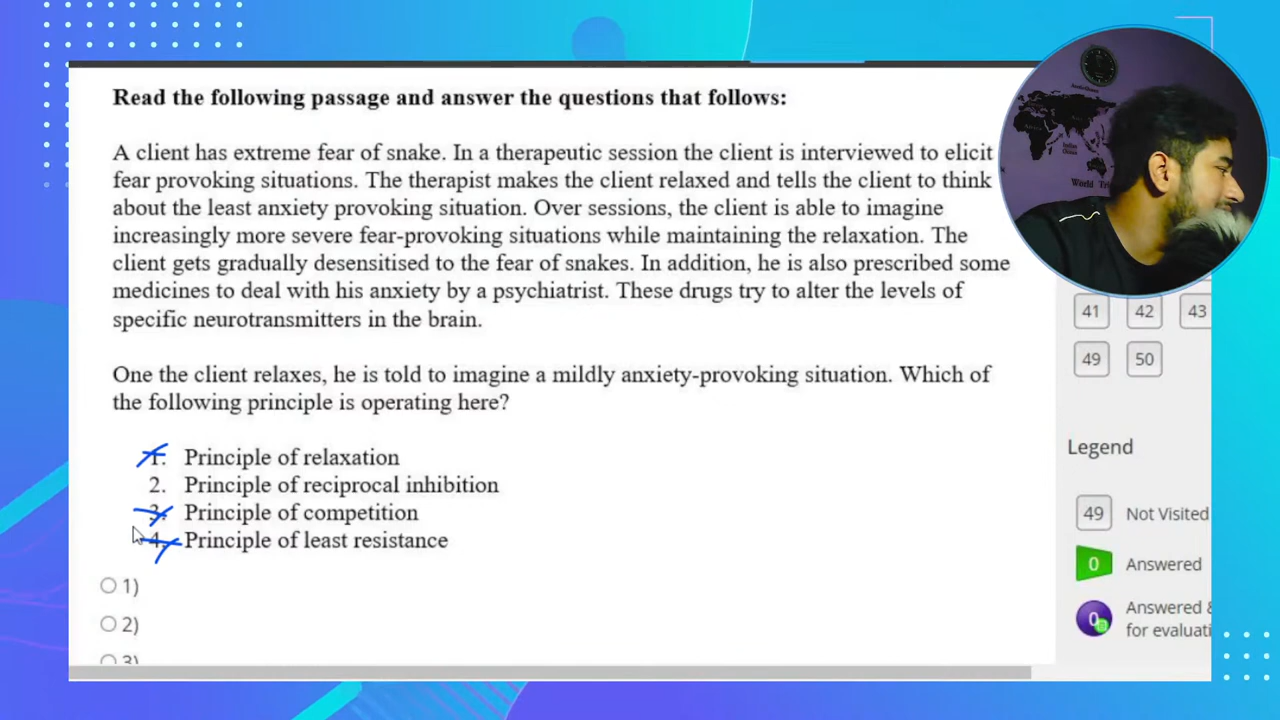 Read the following passage and answer the questions that follows:
A client has extreme fear of snake. In a therapeutic session the client is interviewed to elicit
fear provoking situations. The therapist makes the client relaxed and tells the client to think
about the least anxiety provoking situation. Over sessions, the client is able to imagine
increasingly more severe fear-provoking situations while maintaining the relaxation. The
client gets gradually desensitised to the fear of snakes. In addition, he is also prescribed some
medicines to deal with his anxiety by a psychiatrist. These drugs try to alter the levels of
specific neurotransmitters in the brain.
One the client relaxes, he is told to imagine a mildly anxiety-provoking situation. Which of
the following principle is operating here?
1. Principle of relaxation
2. Principle of reciprocal inhibition
3. Principle of competition
4. Principle of least resistance
1)
2)
3)
World
41 42 43
49 50
Legend
49 Not Visited
0 Answered
0 Answered &
for evaluati